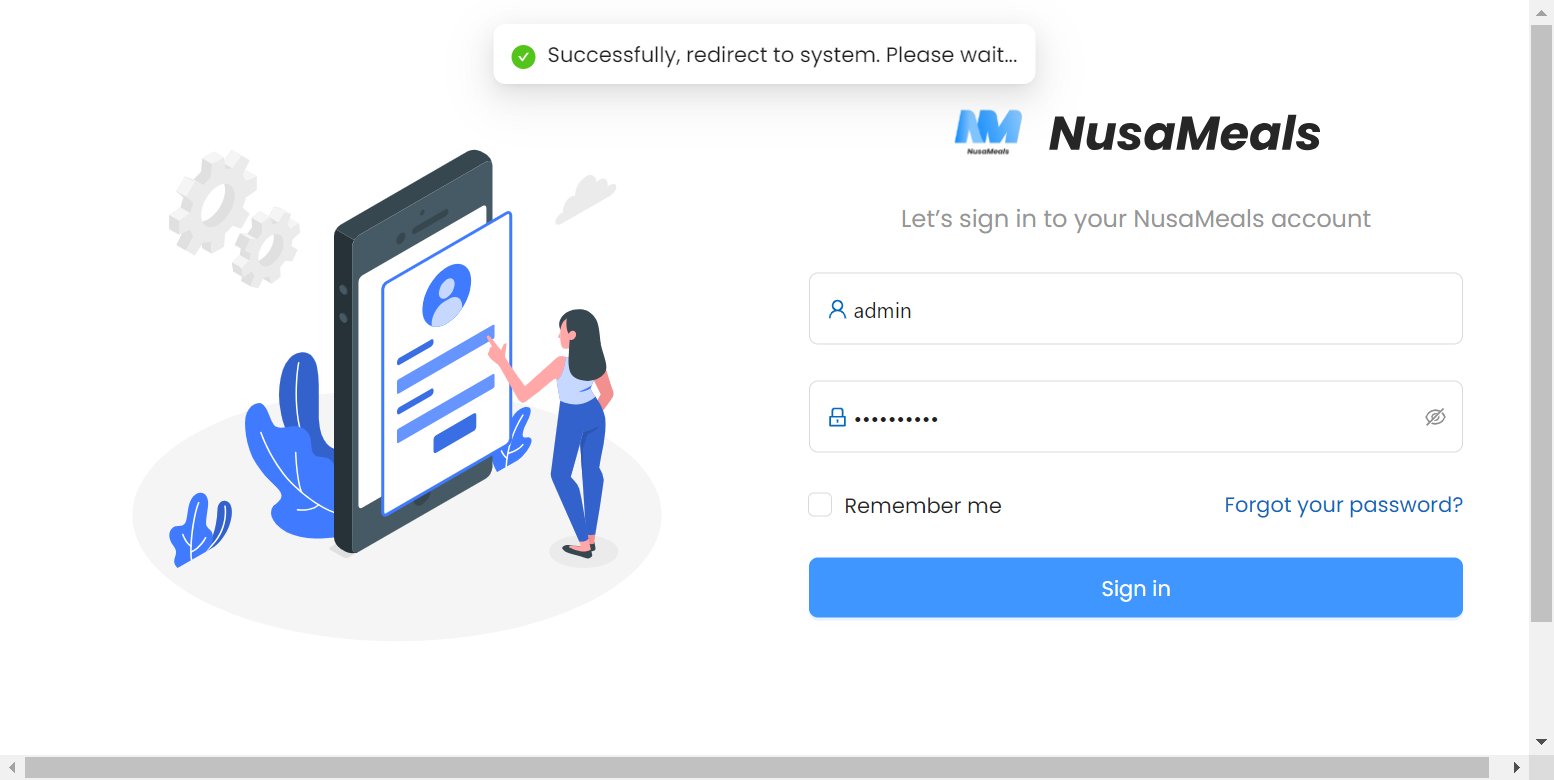 Successfully, redirect to system. Please wait...
NusaMeals
NusaMeals
Let’s sign in to your NusaMeals account
admin
••••••••••
Remember me
Forgot your password?
Sign in